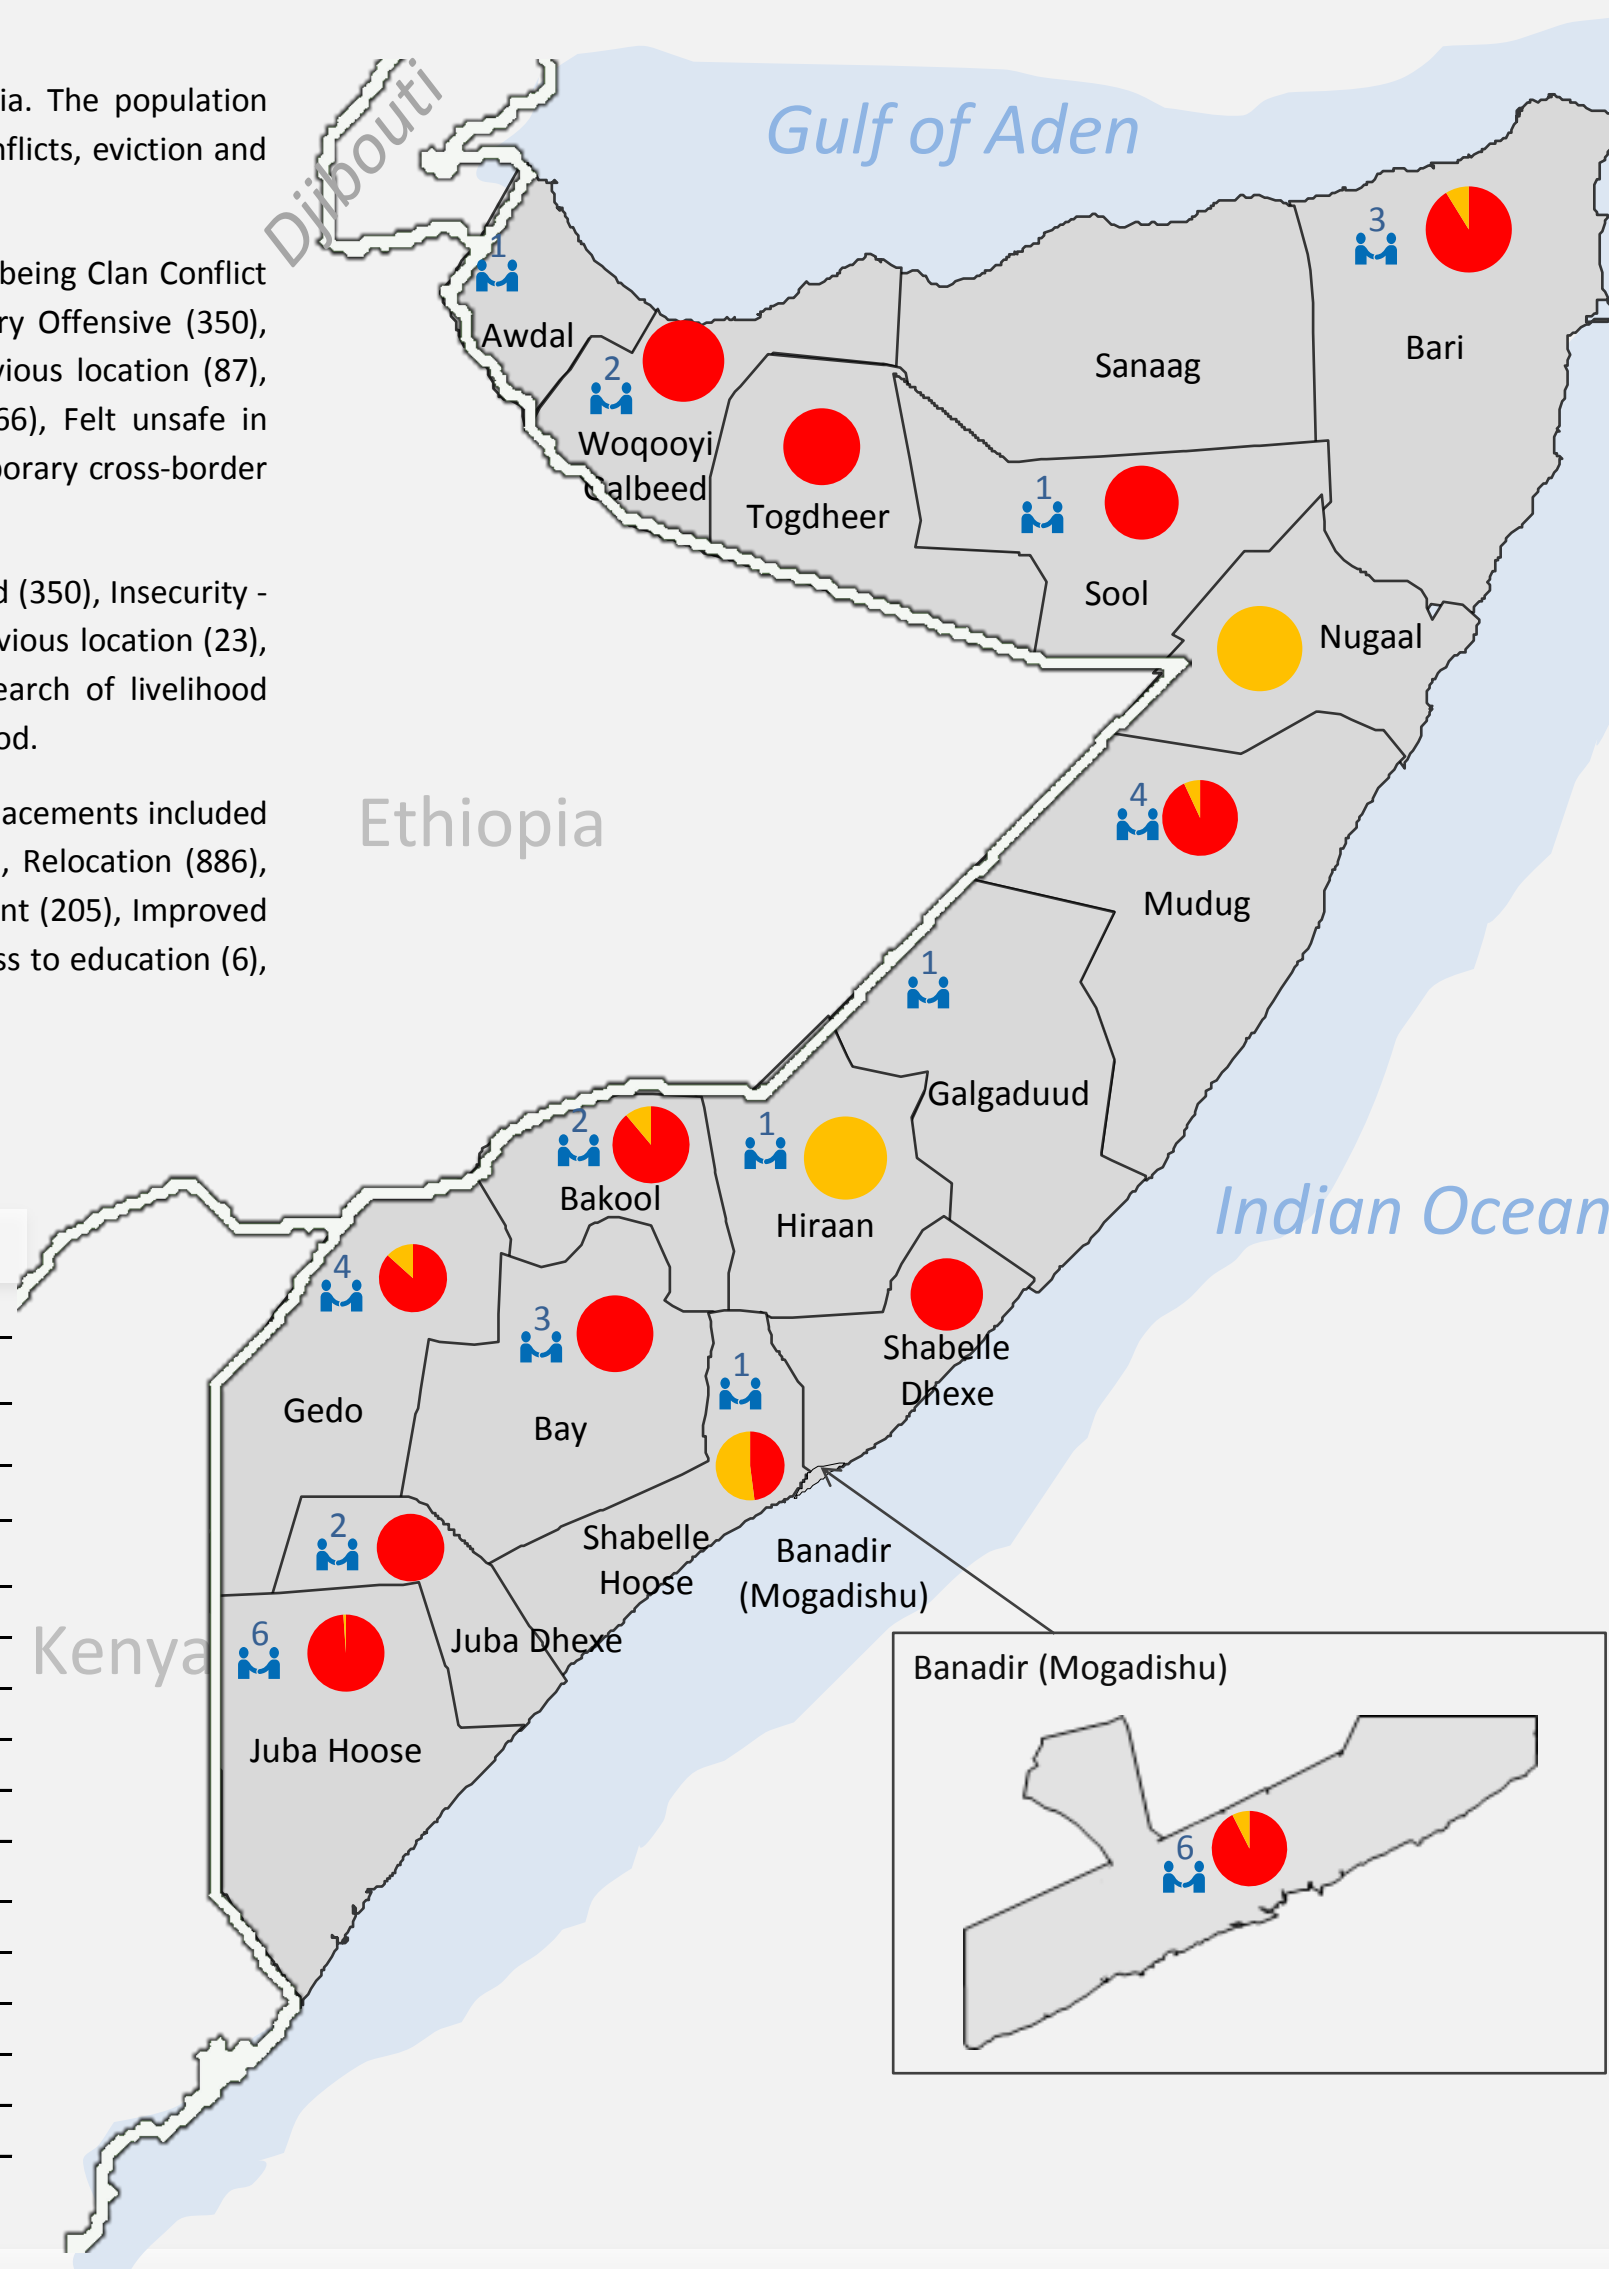 ia. The population
nflicts, eviction and
being Clan Conflict
ry Offensive (350),
vious location (87),
66), Felt unsafe in
porary cross-border
d (350), Insecurity -
vious location (23),
earch of livelihood
od.
acements included
, Relocation (886),
nt (205), Improved
ss to education (6),
Djibouti
Gulf of Aden
3
1
Awdal
Bari
Sanaag
2
Woqooyi
Galbeed
Togdheer
1
Sool
Nugaal
Ethiopia
4
Mudug
1
Galgaduud
2
Bakool
1
Hiraan
Indian Ocean
4
Gedo
3
Bay
1
Shabelle
Dhexe
2
Shabelle
Hoose
Banadir
(Mogadishu)
Kenya
6
Juba Dhexe
Juba Hoose
Banadir (Mogadishu)
6